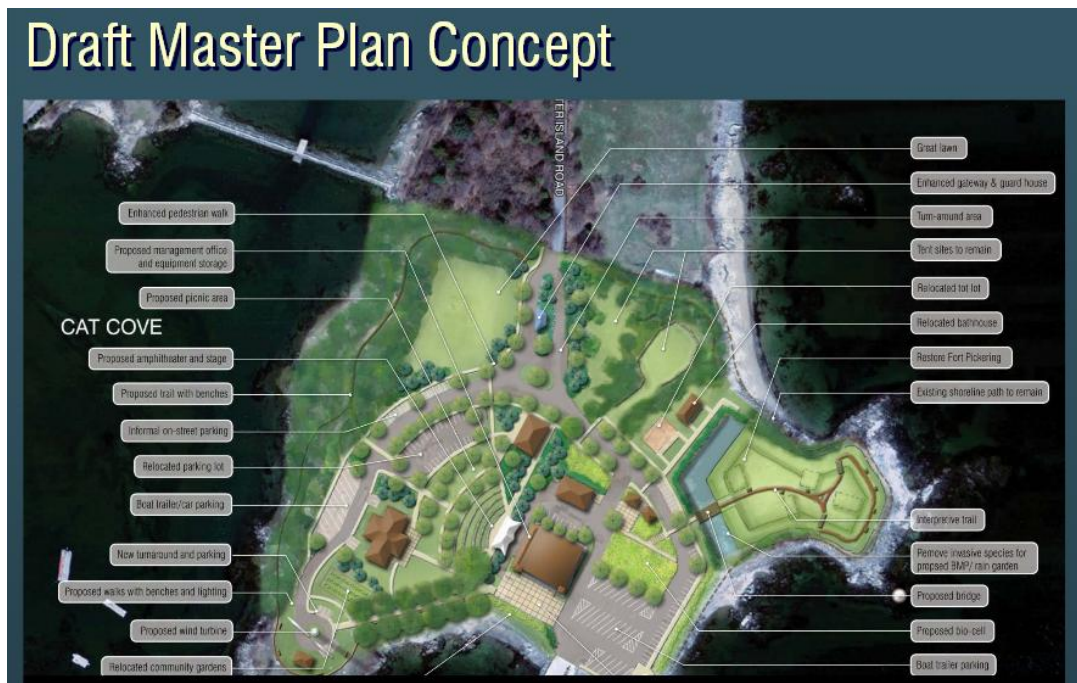 Draft Master Plan Concept
TER ISLAND ROAD
Great lawn
Enhanced gateway & guard house
Turn-around area
Tent sites to remain
Relocated tot lot
Relocated bathhouse
Restore Fort Pickering
Existing shoreline path to remain
Interpretive trail
Remove invasive species for
propsed BMP/ rain garden
Proposed bridge
Proposed bio-cell
Boat trailer parking
Enhanced pedestrian walk
Proposed management office
and equipment storage
Proposed picnic area
CAT COVE
Proposed amphitheater and stage
Proposed trail with benches
Informal on-street parking
Relocated parking lot
Boat trailer/car parking
New turnaround and parking
Proposed walks with benches and lighting
Proposed wind turbine
Relocated community gardens